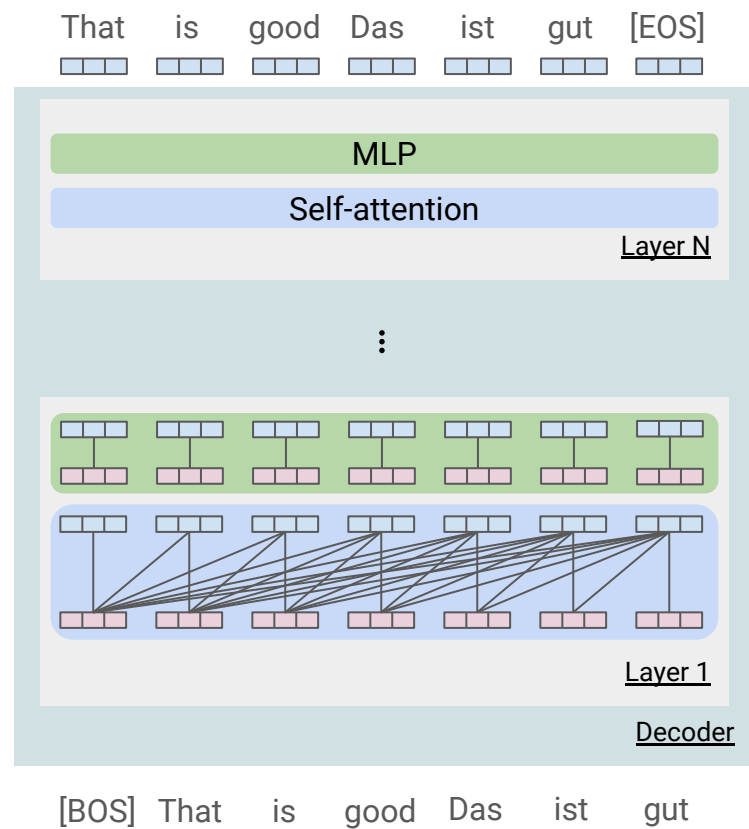 That is good Das ist gut [EOS]
MLP
Self-attention
Layer N
Layer 1
Decoder
[BOS] That is good Das ist gut